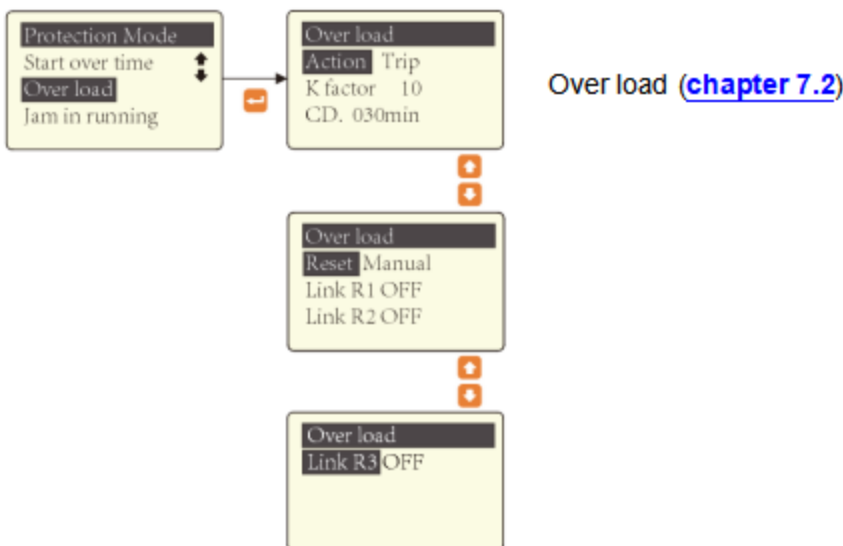 Protection Mode
Start over time
Over load
Jam in running
Over load
Action Trip
K factor 10
CD. 030min
Over load (chapter 7.2)
Over load
Reset Manual
Link R1 OFF
Link R2 OFF
Over load
Link R3 OFF